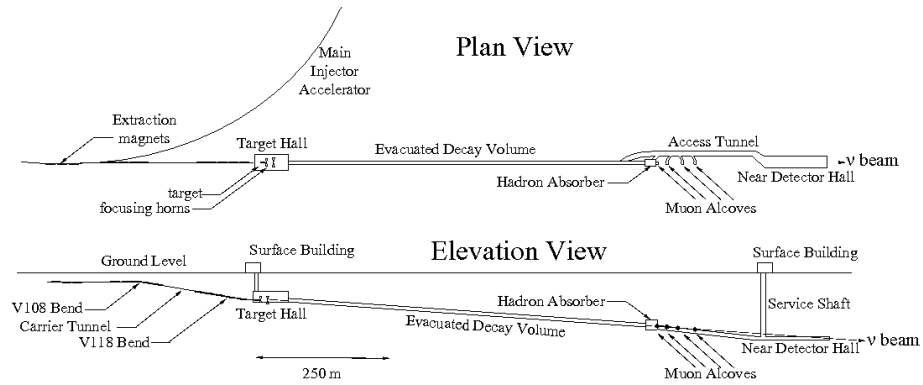 Plan View
Main
Injector
Accelerator
Extraction
magnets
Target Hall
Evacuated Decay Volume
Access Tunnel
ν beam
Hadron Absorber
Near Detector Hall
target
focusing horns
Muon Alcoves
Elevation View
Surface Building
Surface Building
Ground Level
V108 Bend
Carrier Tunnel
V118 Bend
Target Hall
Evacuated Decay Volume
Hadron Absorber
Service Shaft
ν beam
Near Detector Hall
Muon Alcoves
250 m